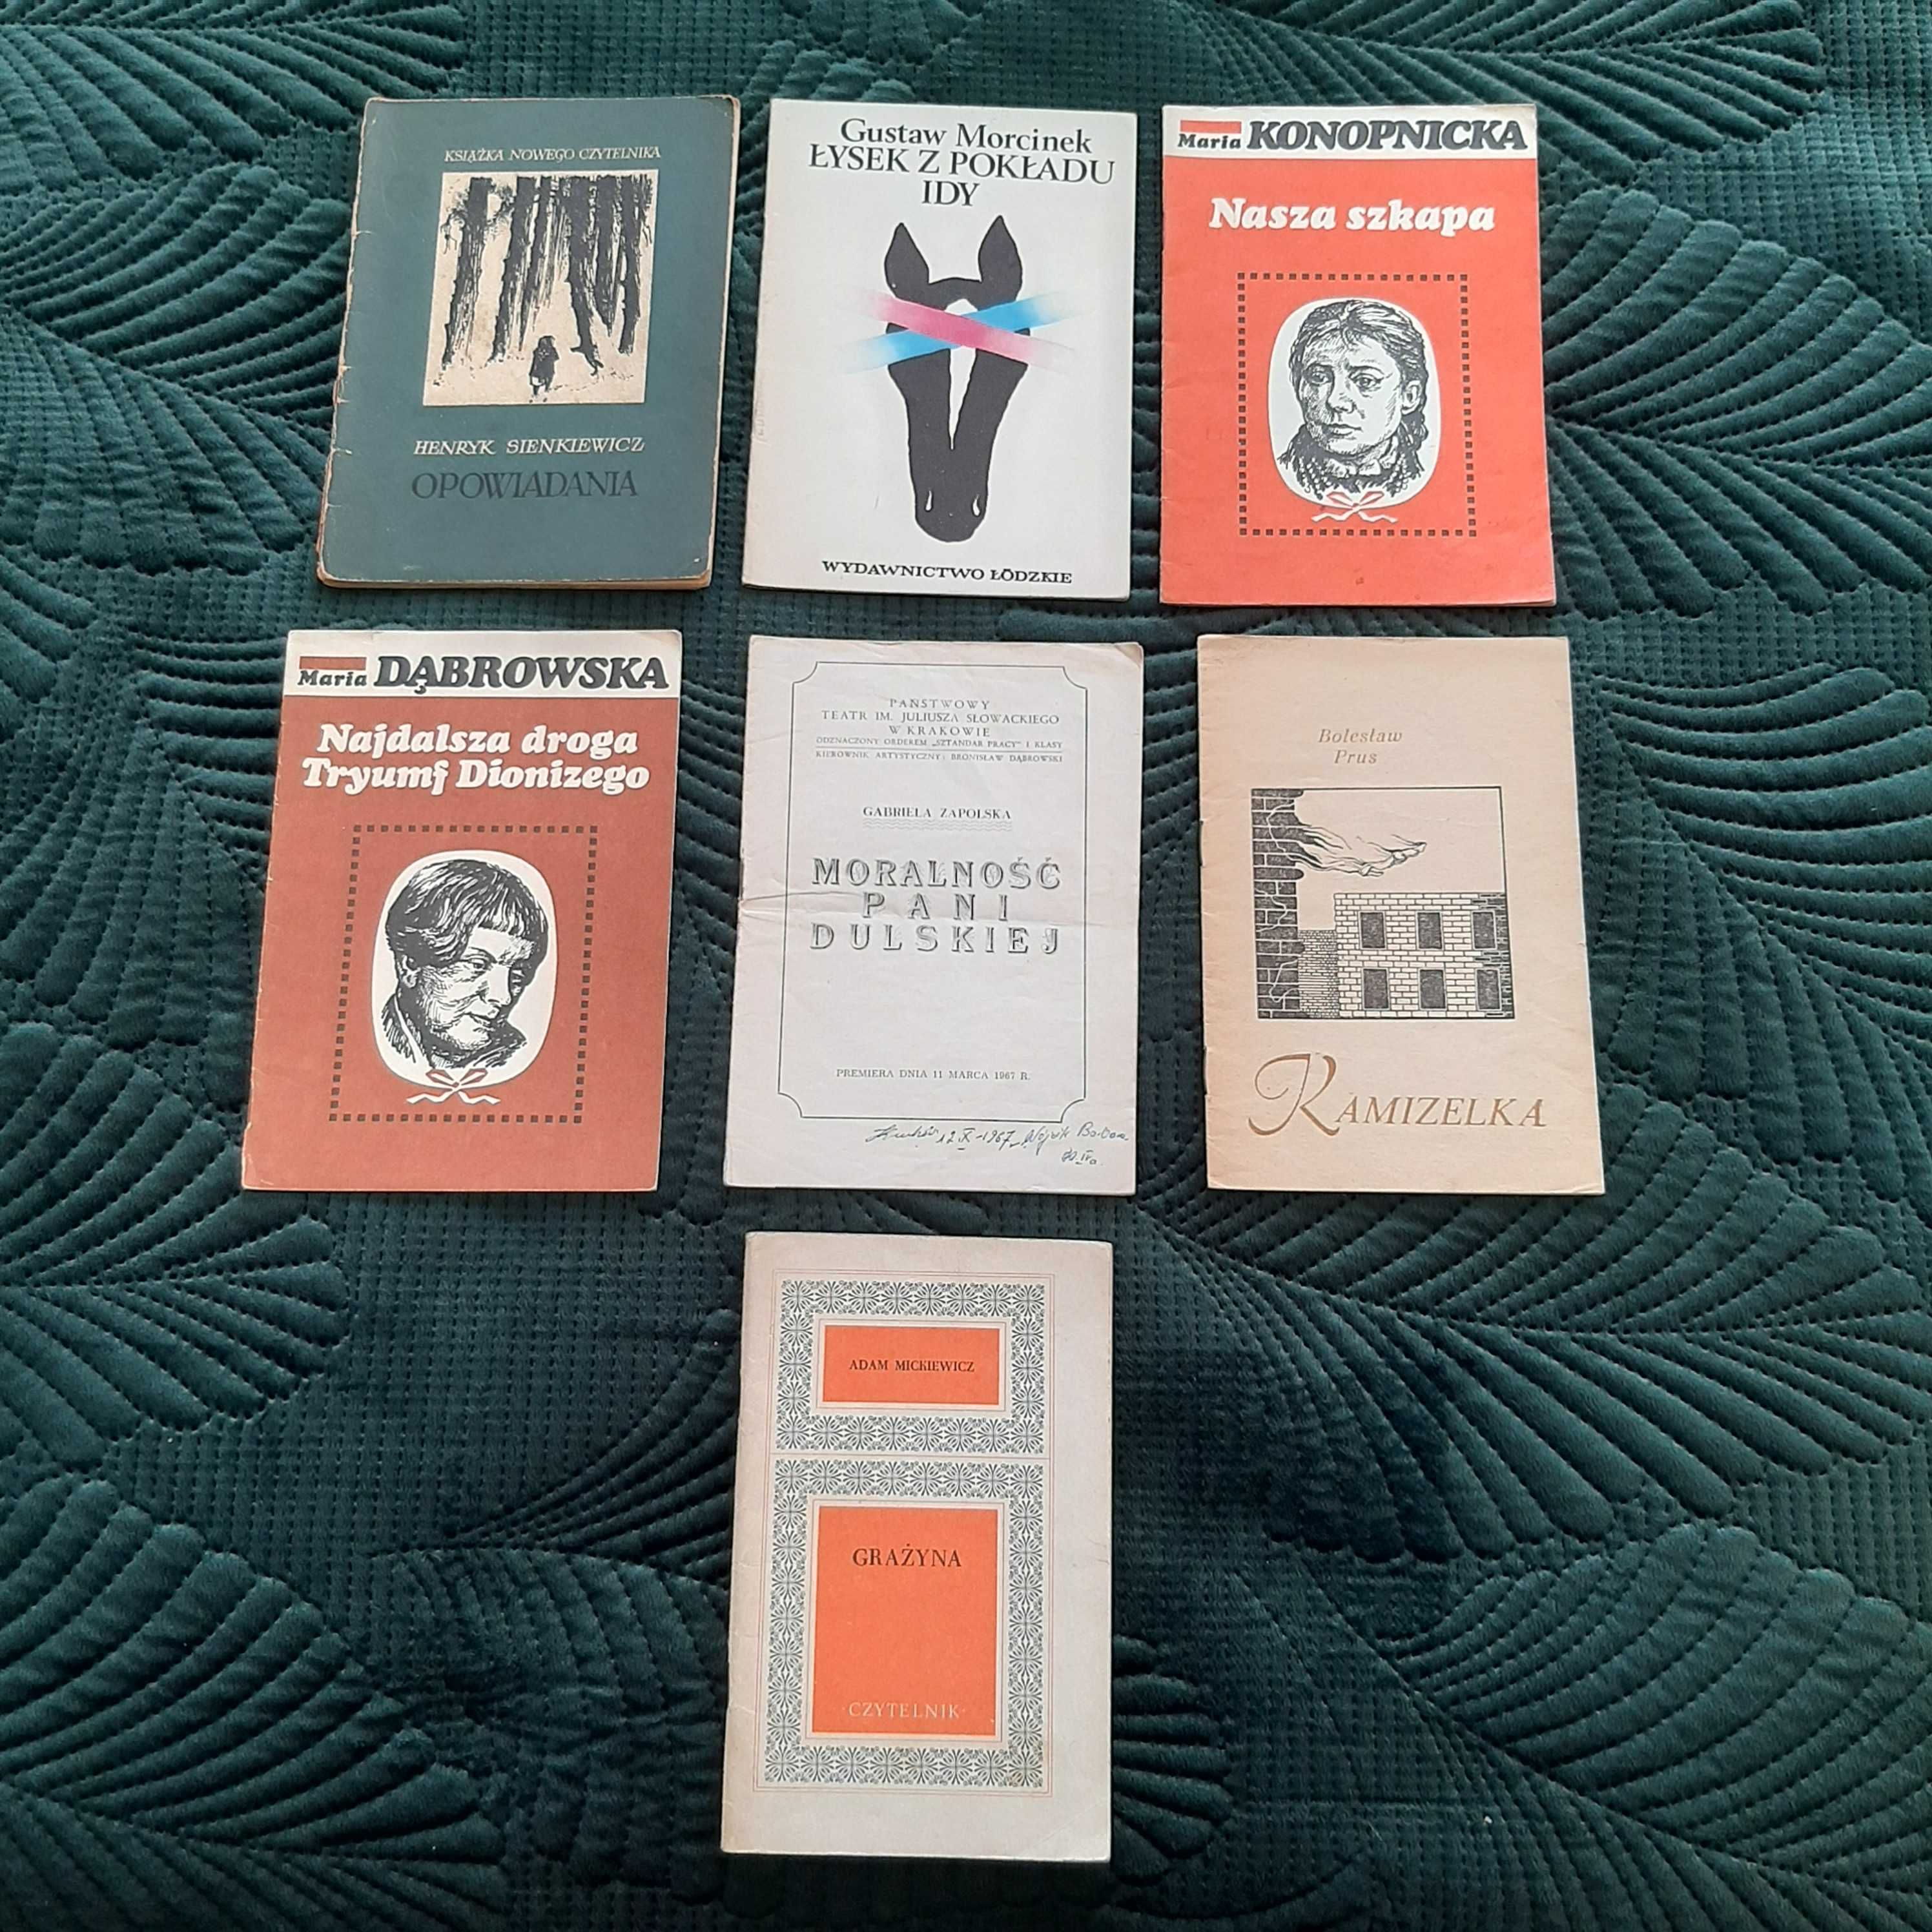 KSIĄŻKA NOWEGO CZYTELNIKA
HENRYK SIENKIEWICZ
OPOWIADANIA
Gustaw Morcinek
ŁYSEK Z POKŁADU
IDY
WYDAWNICTWO ŁÓDZKIE
Maria KONOPNICKA
Nasza szkapa
Maria DĄBROWSKA
Najdalsza droga
Tryumf Dionizego
PAŃSTWOWY
TEATR IM. JULIUSZA SŁOWACKIEGO
W KRAKOWIE
ODZNACZONY ORDEREM „SZTANDAR PRACY" I KLASY
KIEROWNIK ARTYSTYCZNY: BRONISŁAW DĄBROWSKI
GABRIELA ZAPOLSKA
MORALNOŚĆ
PANI
DULSKIEJ
PREMIERA DNIA 11 MARCA 1967 R.
12 X -1967
Bolesław
Prus
KAMIZELKA
ADAM MICKIEWICZ
GRAŻYNA
·CZYTELNIK·